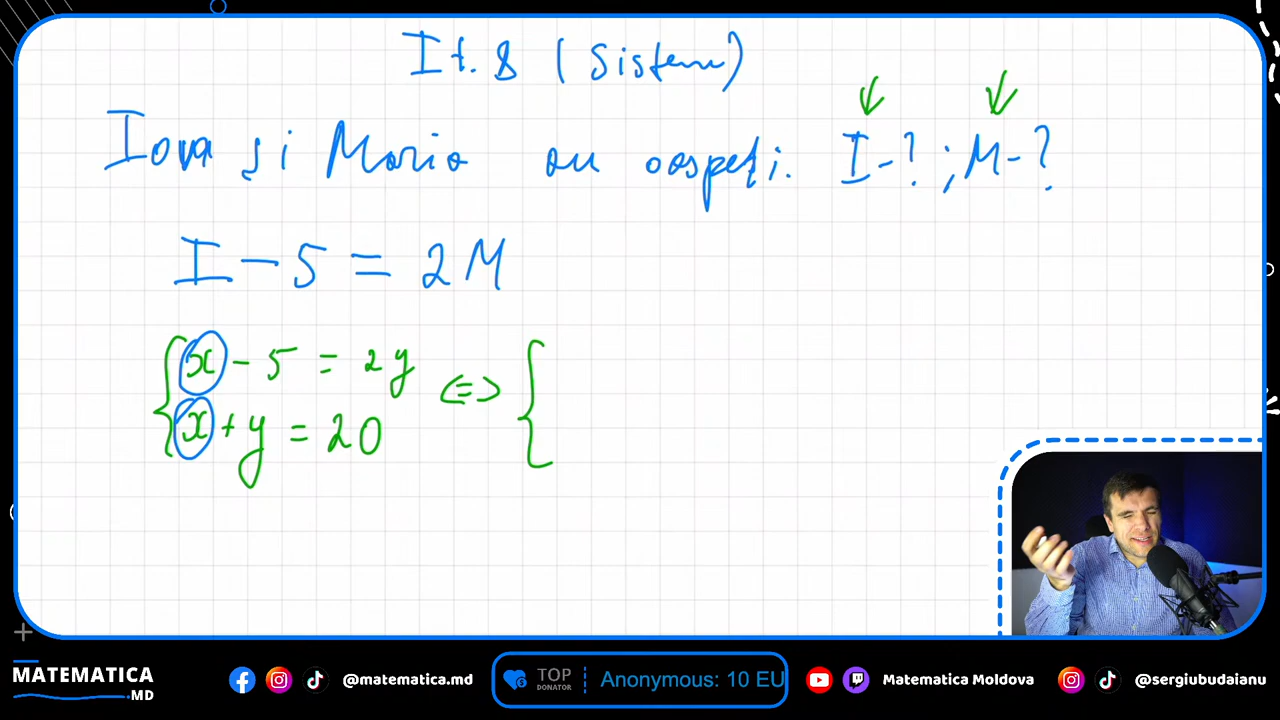 It. 8 (Sistem)
Iova și Maria au oaspeți. I-? ; M-?
I - 5 = 2M
x - 5 = 2y <=>
x + y = 20
MATEMATICA
.MD
@matematica.md
TOP
DONATOR
Anonymous: 10 EU
Matematica Moldova
@sergiubudaianu